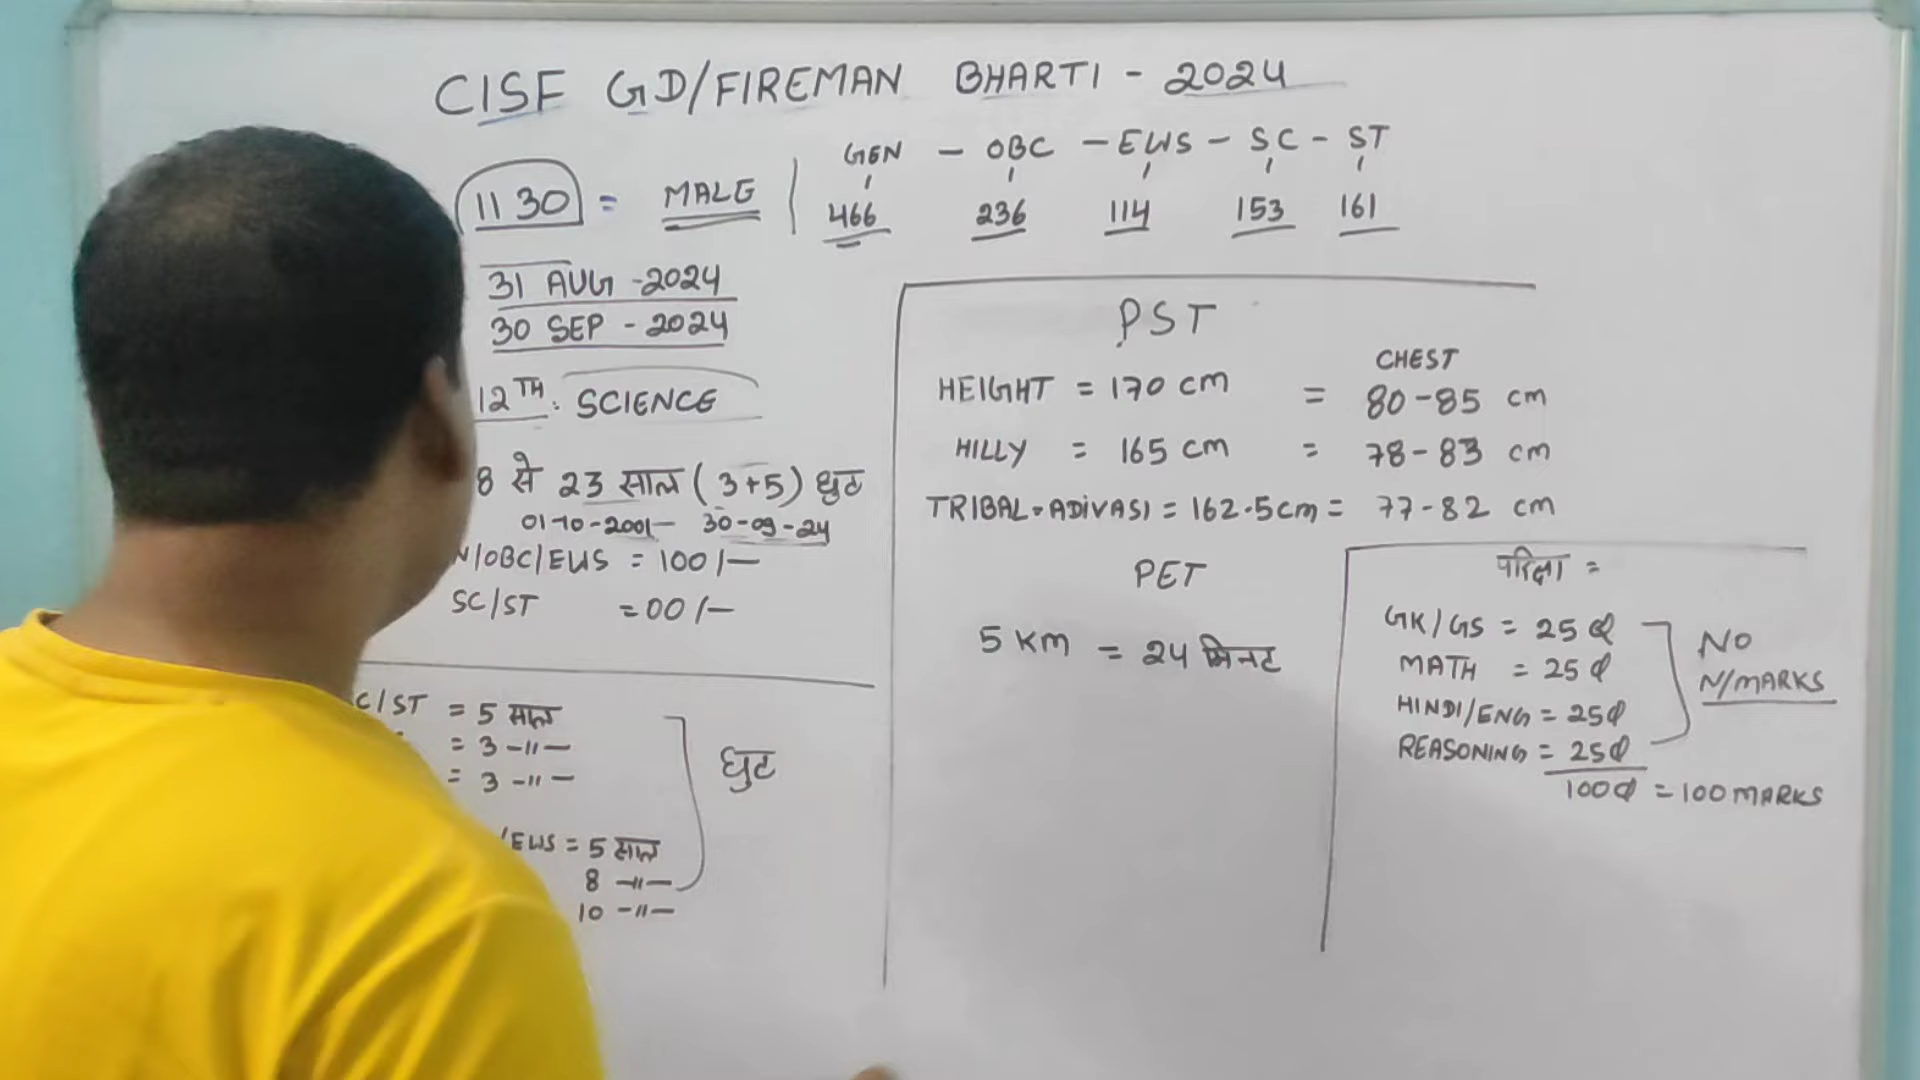 CISF GD/FIREMAN BHARTI - 2024
1130 = MALE
GEN - OBC - EWS - SC - ST
466 236 114 153 161
31 AUG -2024
30 SEP - 2024
12TH. SCIENCE
8 से 23 साल (3+5) छुट
01-10-2001- 30-09-24
N/OBC/EWS = 100/-
SC/ST = 00/-
C/ST = 5 साल
= 3 -"-
= 3 -"-
/EWS = 5 साल
8 -"-
10 -"-
छुट
PST
CHEST
HEIGHT = 170 cm = 80-85 cm
HILLY = 165 cm = 78-83 cm
TRIBAL-ADIVASI = 162.5cm = 77-82 cm
PET
5 KM = 24 मिनट
परिक्षा =
GK/GS = 25 Q
MATH = 25 Q
HINDI/ENG = 25Q
REASONING = 25Q
100Q = 100 MARKS
NO
N/MARKS